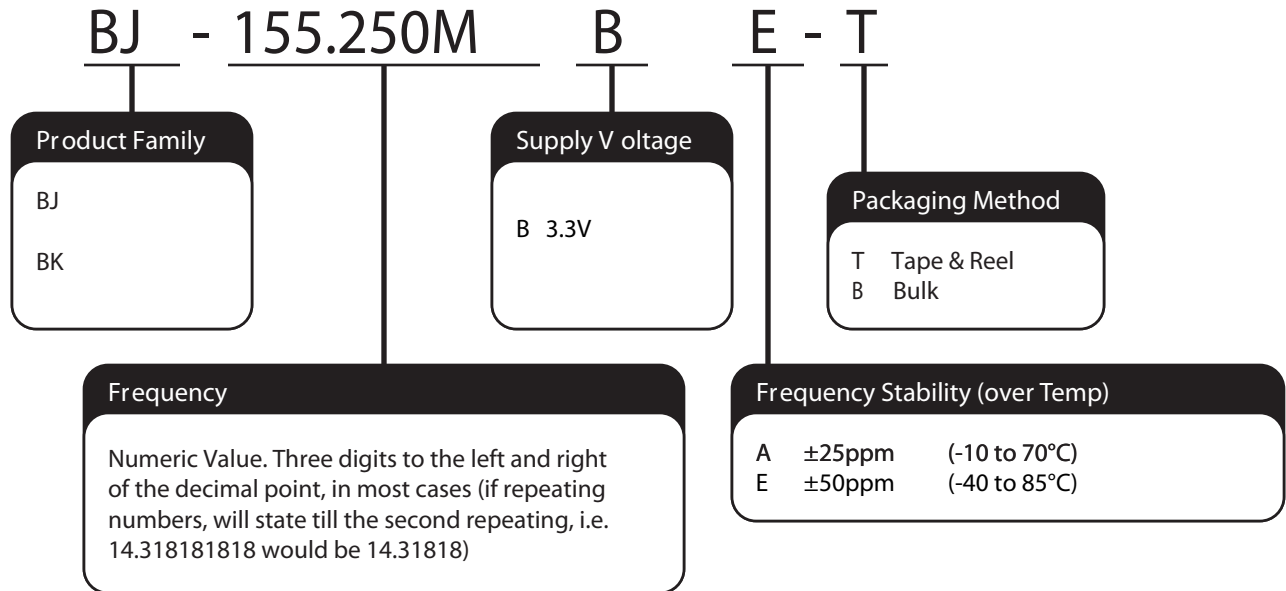 BJ - 155.250M B E - T
Product Family
BJ
BK
Supply V oltage
B 3.3V
Packaging Method
T Tape & Reel
B Bulk
Frequency
Numeric Value. Three digits to the left and right
of the decimal point, in most cases (if repeating
numbers, will state till the second repeating, i.e.
14.318181818 would be 14.31818)
Frequency Stability (over Temp)
A ±25ppm (-10 to 70°C)
E ±50ppm (-40 to 85°C)